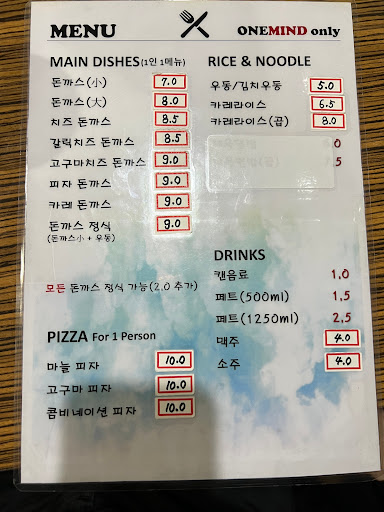 MENU
ONEMIND only
MAIN DISHES(1인 1메뉴)
돈까스(小) 7.0
돈까스(大) 8.0
치즈 돈까스 8.5
갈릭치즈 돈까스 8.5
고구마치즈 돈까스 9.0
피자 돈까스 9.0
카레 돈까스 9.0
돈까스 정식 9.0
(돈까스小 + 우동)
모든 돈까스 정식 가능(2.0 추가)
PIZZA For 1 Person
마늘 피자 10.0
고구마 피자 10.0
콤비네이션 피자 10.0
RICE & NOODLE
우동/김치우동 5.0
카레라이스 6.5
카레라이스(곱) 8.0
DRINKS
캔음료 1.0
페트(500ml) 1.5
페트(1250ml) 2.5
맥주 4.0
소주 4.0